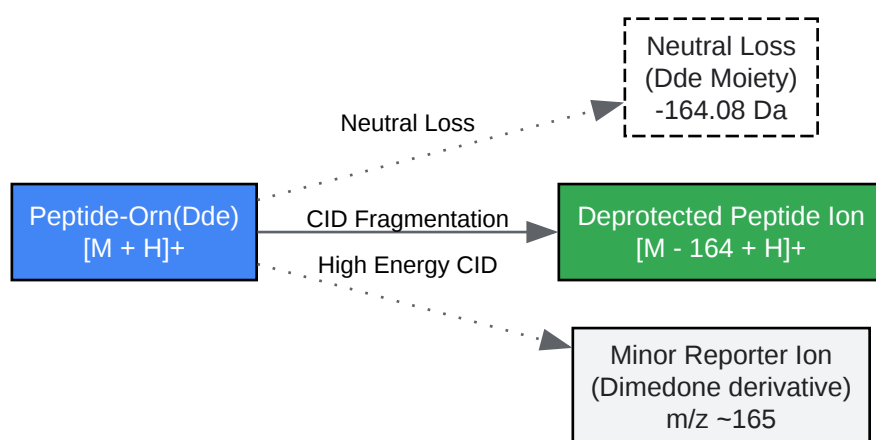 Neutral Loss
(Dde Moiety)
-164.08 Da
Neutral Loss
Peptide-Orn(Dde)
[M + H]+
CID Fragmentation
Deprotected Peptide Ion
[M - 164 + H]+
High Energy CID
Minor Reporter Ion
(Dimedone derivative)
m/z ~165